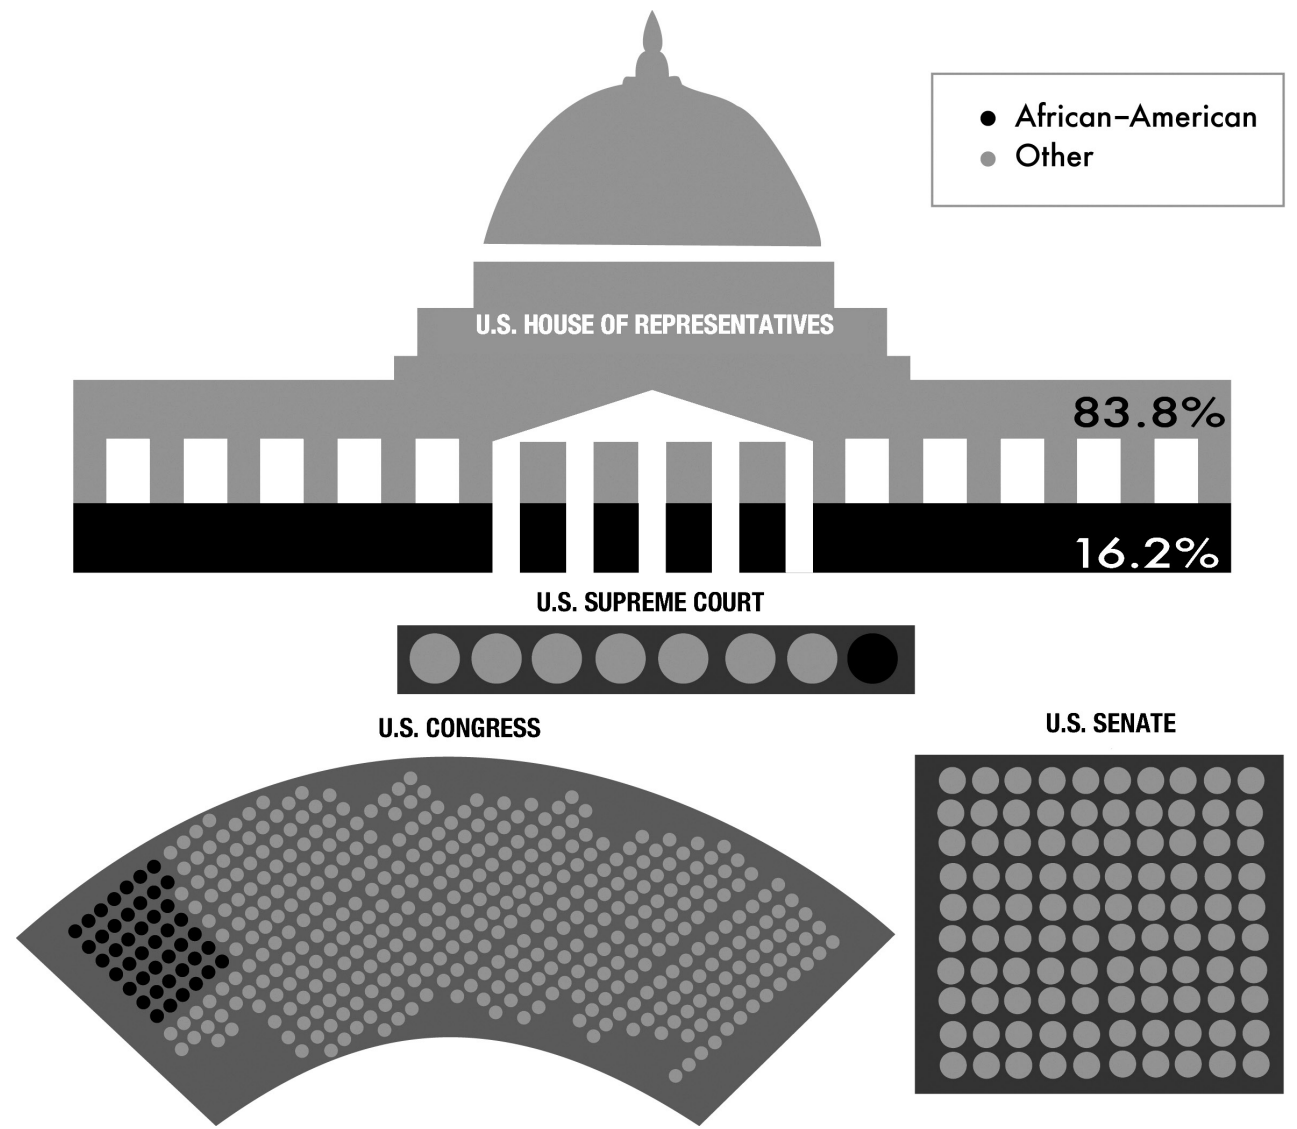 African-American
Other
U.S. HOUSE OF REPRESENTATIVES
83.8%
16.2%
U.S. SUPREME COURT
U.S. CONGRESS
U.S. SENATE